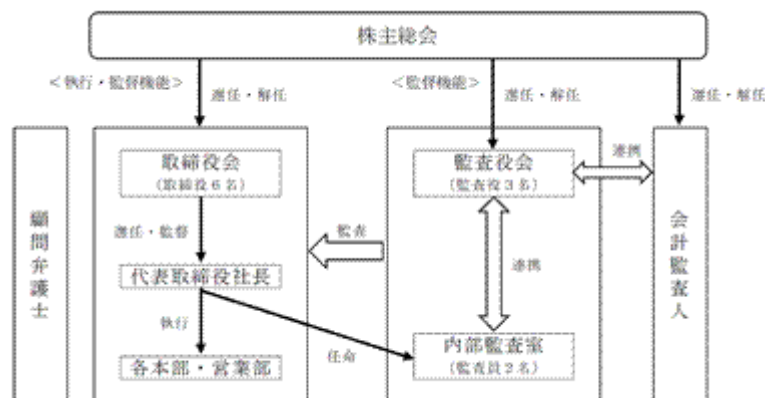 株主総会
<執行・監督機能>
選任・解任
<監督機能>
選任・解任
選任・解任
顧問弁護士
取締役会
(取締役6名)
選任・監督
代表取締役社長
執行
各本部・営業部
監査
任命
監査役会
(監査役3名)
連携
内部監査室
(監査員2名)
連携
会計監査人